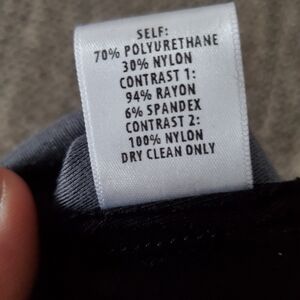 SELF:
70% POLYURETHANE
30% NYLON
CONTRAST 1:
94% RAYON
6% SPANDEX
CONTRAST 2:
100% NYLON
DRY CLEAN ONLY